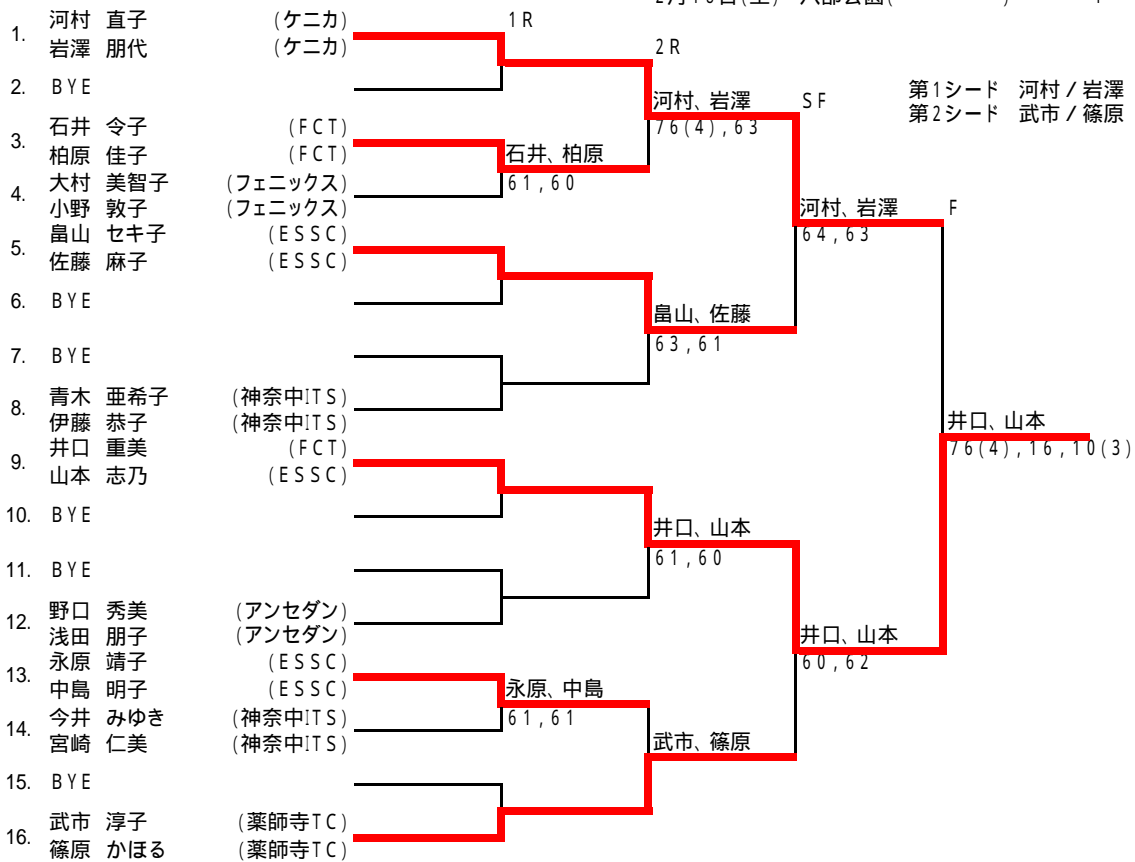 2月16日(土) 八部公園(
1R
2R
SF
F
第1シード 河村/岩澤
第2シード 武市/篠原
1. 河村 直子 (ケニカ)
岩澤 朋代 (ケニカ)
2. BYE
3. 石井 令子 (FCT)
柏原 佳子 (FCT)
4. 大村 美智子 (フェニックス)
小野 敦子 (フェニックス)
5. 畠山 セキ子 (ESSC)
佐藤 麻子 (ESSC)
6. BYE
7. BYE
8. 青木 亜希子 (神奈中ITS)
伊藤 恭子 (神奈中ITS)
9. 井口 重美 (FCT)
山本 志乃 (ESSC)
10. BYE
11. BYE
12. 野口 秀美 (アンセダン)
浅田 朋子 (アンセダン)
13. 永原 靖子 (ESSC)
中島 明子 (ESSC)
14. 今井 みゆき (神奈中ITS)
宮崎 仁美 (神奈中ITS)
15. BYE
16. 武市 淳子 (薬師寺TC)
篠原 かほる (薬師寺TC)
石井、柏原
61,60
永原、中島
61,61
河村、岩澤
76(4),63
畠山、佐藤
63,61
井口、山本
61,60
武市、篠原
河村、岩澤
64,63
井口、山本
60,62
井口、山本
76(4),16,10(3)